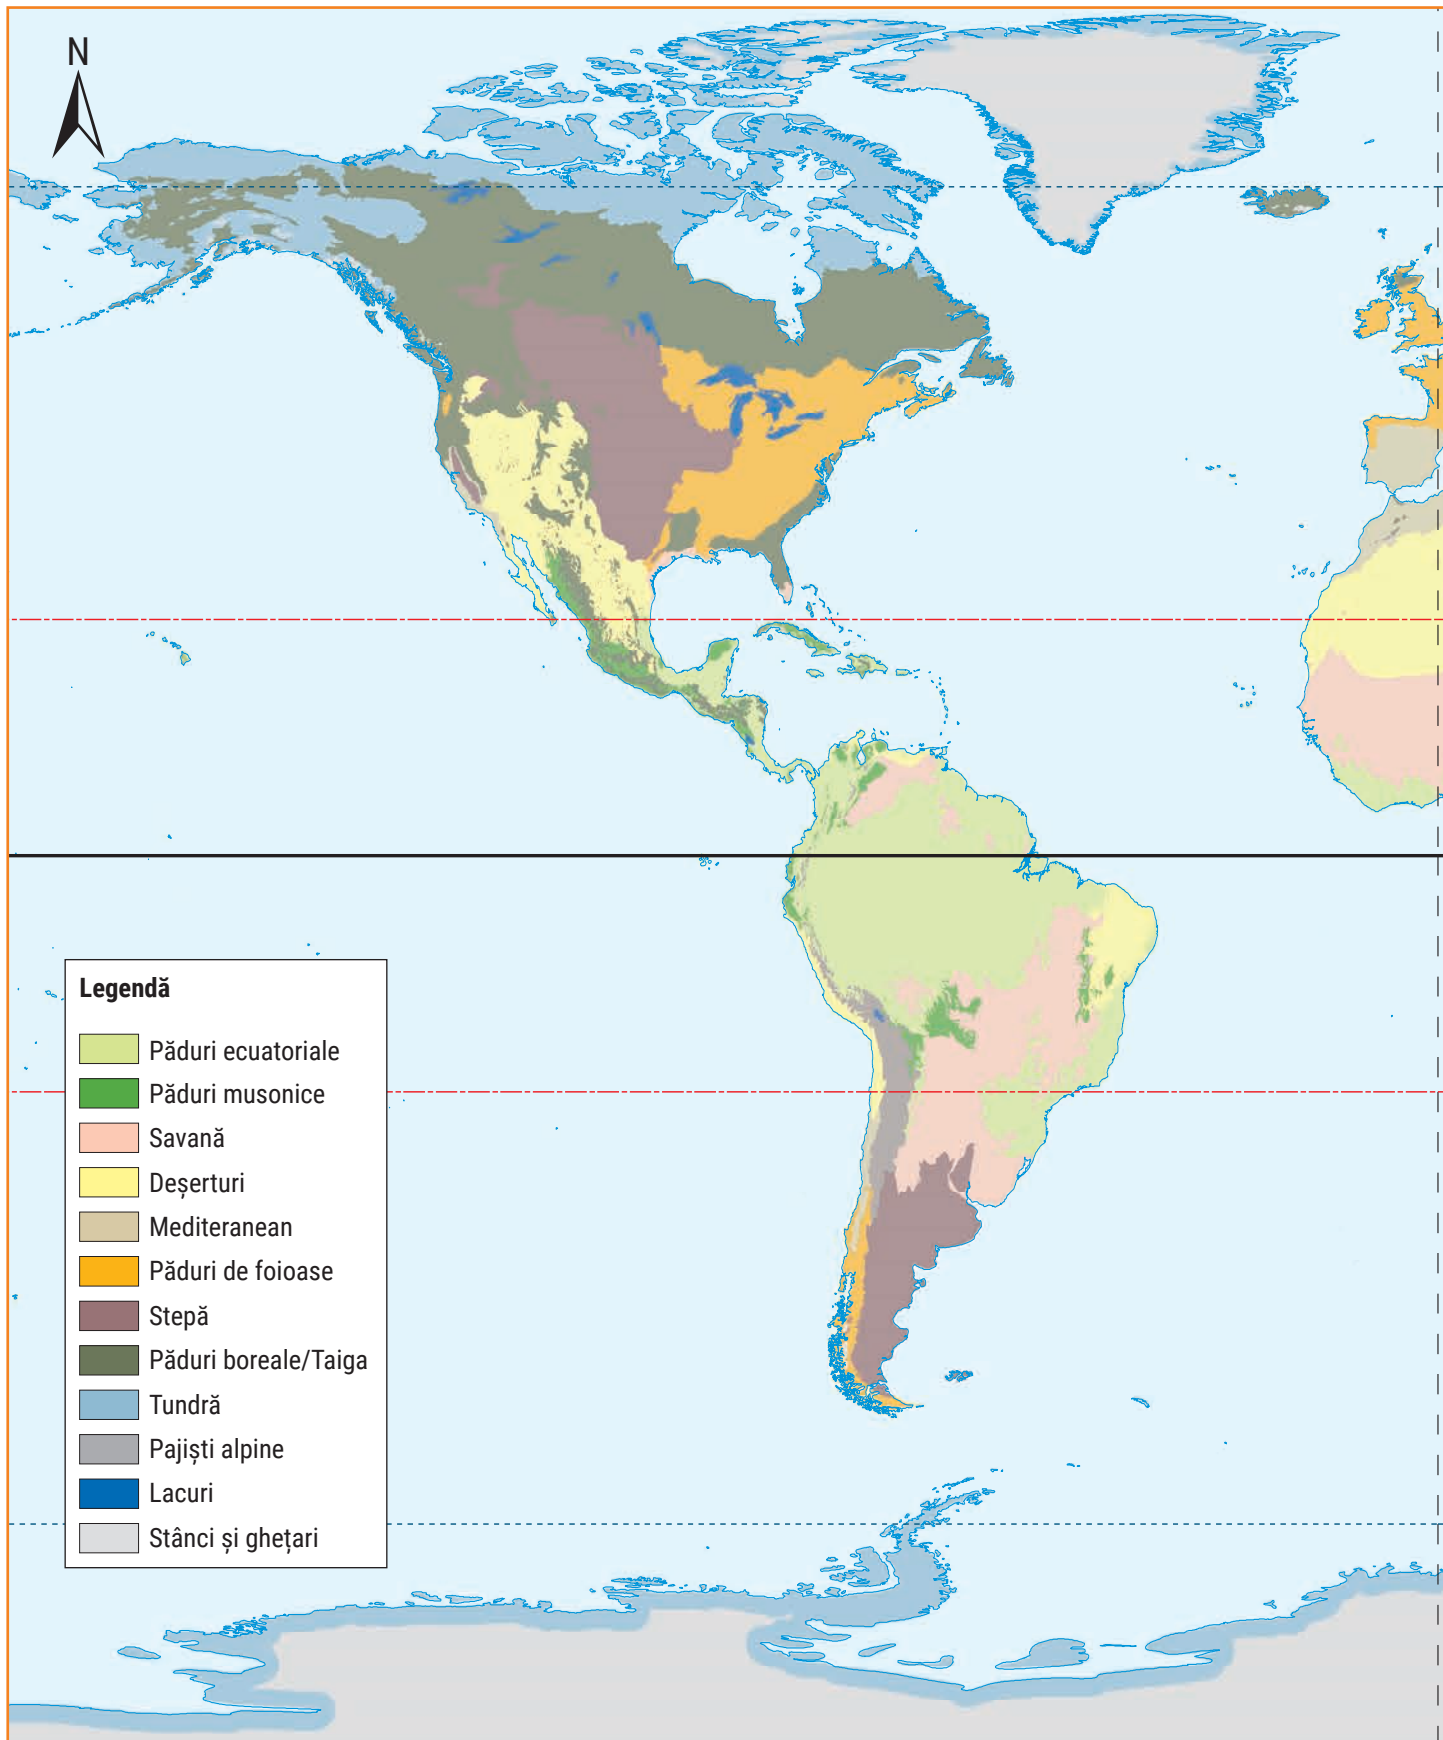 N
Legendă
Păduri ecuatoriale
Păduri musonice
Savană
Deșerturi
Mediteranean
Păduri de foioase
Stepă
Păduri boreale/Taiga
Tundră
Pajiști alpine
Lacuri
Stânci și ghețari